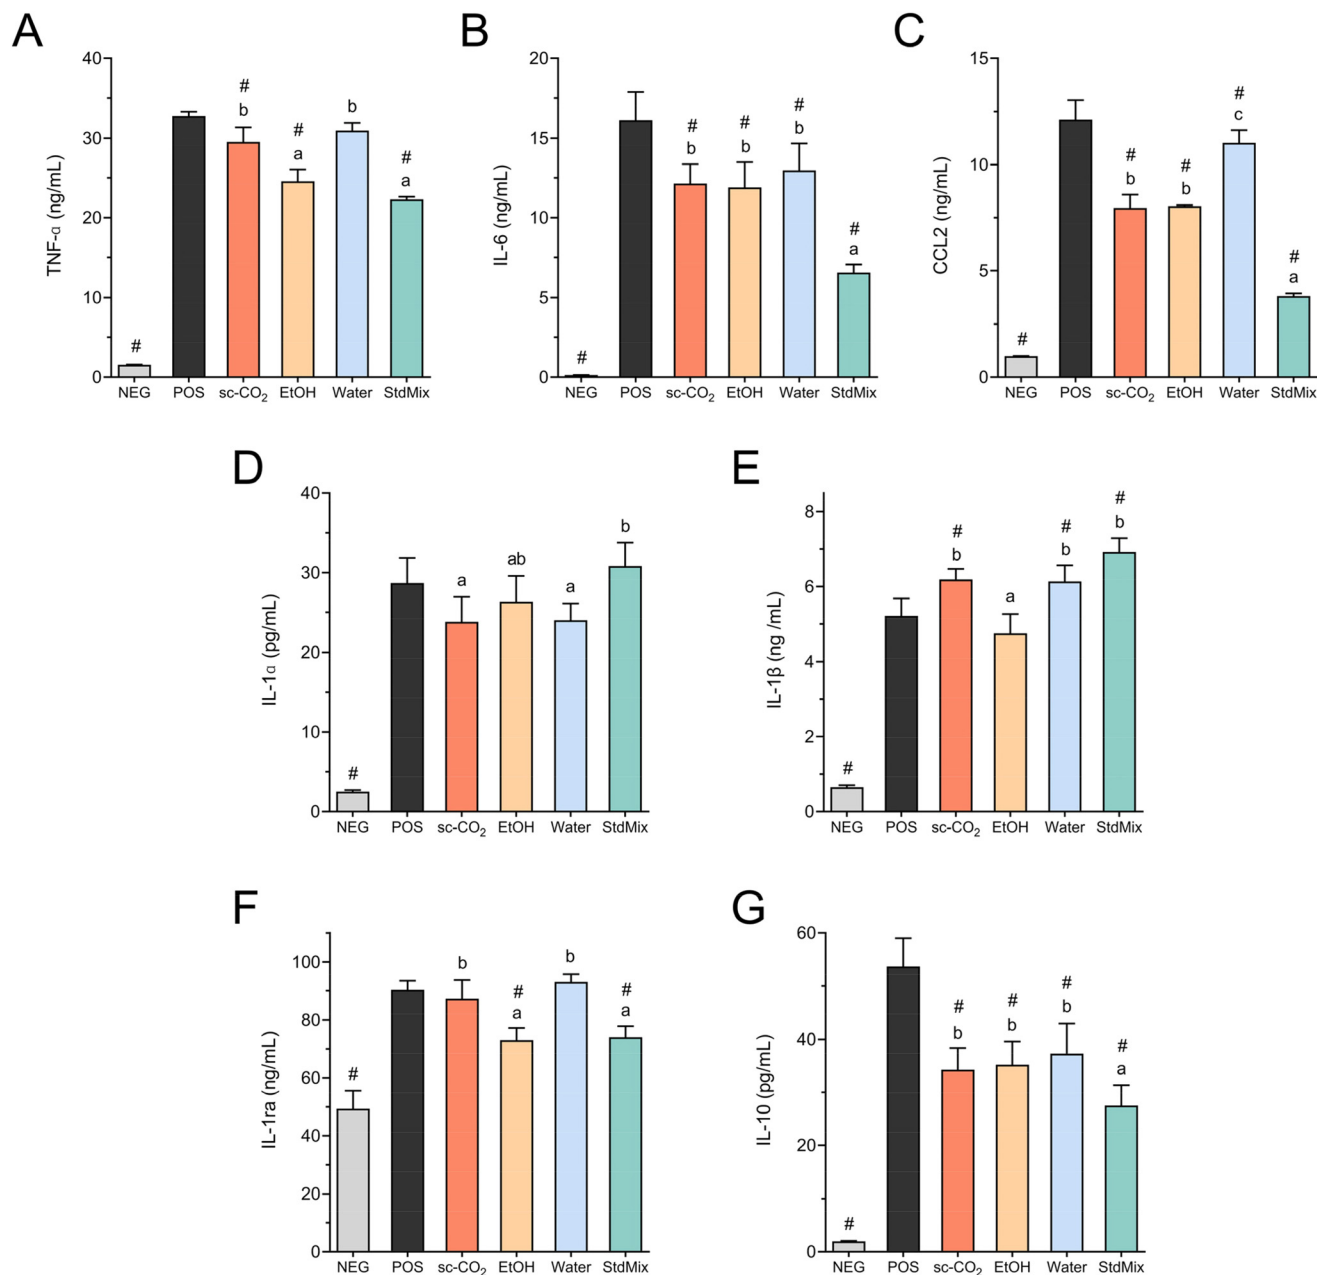 A
B
C
40
30
20
10
0
TNF-ɑ (ng/mL)
#
#
b
#
a
b
#
a
NEG POS sc-CO₂ EtOH Water StdMix
20
15
10
5
0
IL-6 (ng/mL)
#
#
b
#
b
#
b
#
a
NEG POS sc-CO₂ EtOH Water StdMix
15
10
5
0
CCL2 (ng/mL)
#
#
b
#
b
#
c
#
a
NEG POS sc-CO₂ EtOH Water StdMix
D
E
40
30
20
10
0
IL-1ɑ (pg/mL)
#
a
ab
a
b
NEG POS sc-CO₂ EtOH Water StdMix
8
6
4
2
0
IL-1β (ng /mL)
#
#
b
a
#
b
#
b
NEG POS sc-CO₂ EtOH Water StdMix
F
G
100
80
60
40
20
0
IL-1ra (ng/mL)
#
b
#
a
b
#
a
NEG POS sc-CO₂ EtOH Water StdMix
60
40
20
0
IL-10 (pg/mL)
#
#
b
#
b
#
b
#
a
NEG POS sc-CO₂ EtOH Water StdMix